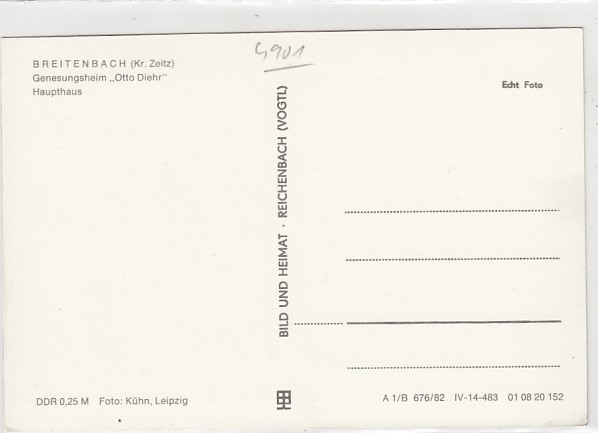 4901
BREITENBACH (Kr. Zeitz)
Genesungsheim „Otto Diehr"
Haupthaus
Echt Foto
BILD UND HEIMAT · REICHENBACH (VOGTL)
DDR 0,25 M Foto: Kühn, Leipzig
A 1/B 676/82 IV-14-483 01 08 20 152